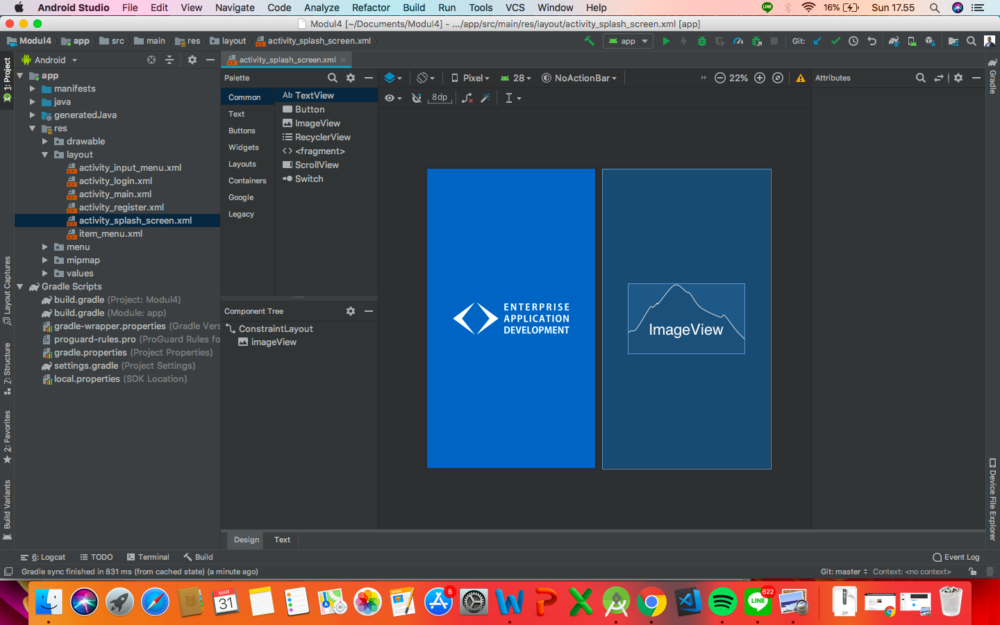 Android Studio File Edit View Navigate Code Analyze Refactor Build Run Tools VCS Window Help
LINE 16% Sun 17.55
Modul4 [~/Documents/Modul4] - .../app/src/main/res/layout/activity_splash_screen.xml [app]
Modul4 app src main res layout activity_splash_screen.xml
app
Git:
Android
activity_splash_screen.xml
1: Project
Layout Captures
7: Structure
2: Favorites
Build Variants
app
manifests
java
generatedJava
res
drawable
layout
activity_input_menu.xml
activity_login.xml
activity_main.xml
activity_register.xml
activity_splash_screen.xml
item_menu.xml
menu
mipmap
values
Gradle Scripts
build.gradle (Project: Modul4)
build.gradle (Module: app)
gradle-wrapper.properties (Gradle Vers
proguard-rules.pro (ProGuard Rules fo
gradle.properties (Project Properties)
settings.gradle (Project Settings)
local.properties (SDK Location)
Palette
Common
Text
Buttons
Widgets
Layouts
Containers
Google
Legacy
Ab TextView
Button
ImageView
RecyclerView
<fragment>
ScrollView
Switch
Component Tree
ConstraintLayout
imageView
Pixel 28 NoActionBar
22%
8dp
ENTERPRISE
APPLICATION
DEVELOPMENT
ImageView
Attributes
Gradle
Device File Explorer
Design Text
6: Logcat TODO Terminal Build
Event Log
Gradle sync finished in 831 ms (from cached state) (a minute ago)
Git: master Context: <no context>
MAR
31
PAGES
5
30
LINE
622
ZIP